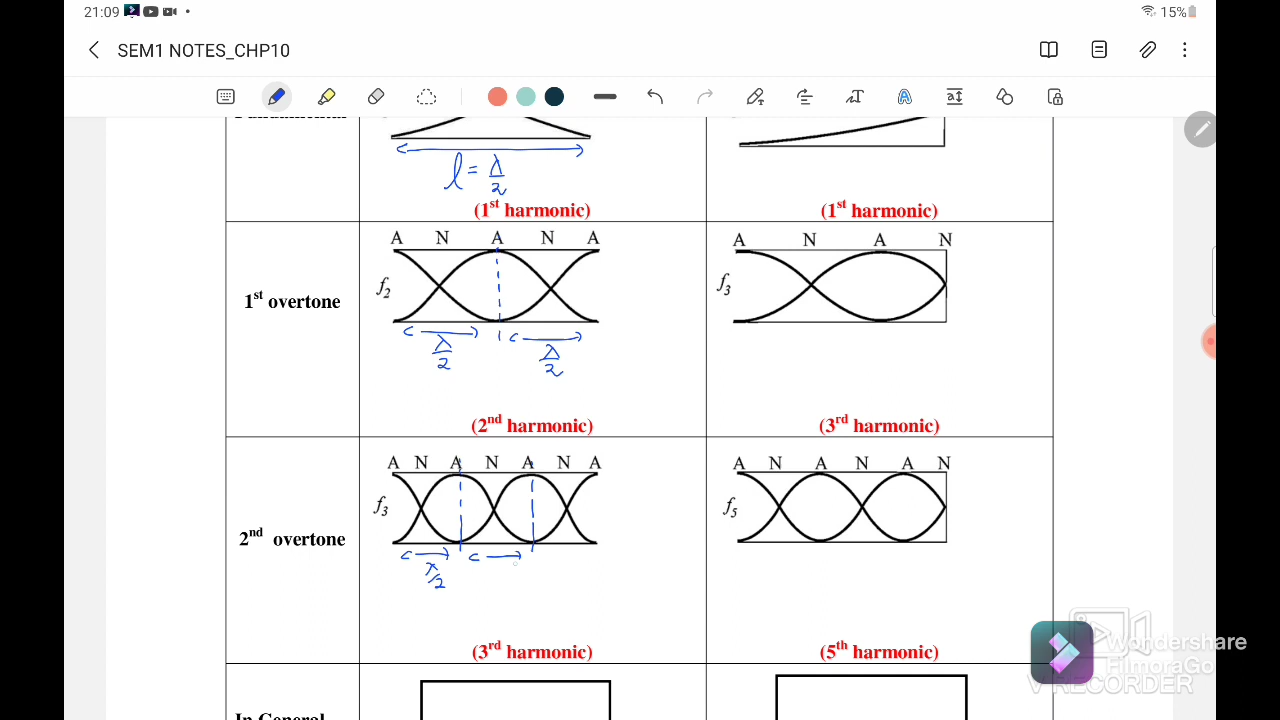 21:09
15%
SEM1 NOTES_CHP10
l = λ/2
(1st harmonic)
(1st harmonic)
A N A N A
A N A N
f2
f3
1st overtone
λ/2 λ/2
(2nd harmonic)
(3rd harmonic)
A N A N A N A
A N A N A N
f3
f5
2nd overtone
λ/2
(3rd harmonic)
(5th harmonic)
Wondershare
FilmoraGo
V RECORDER
In General